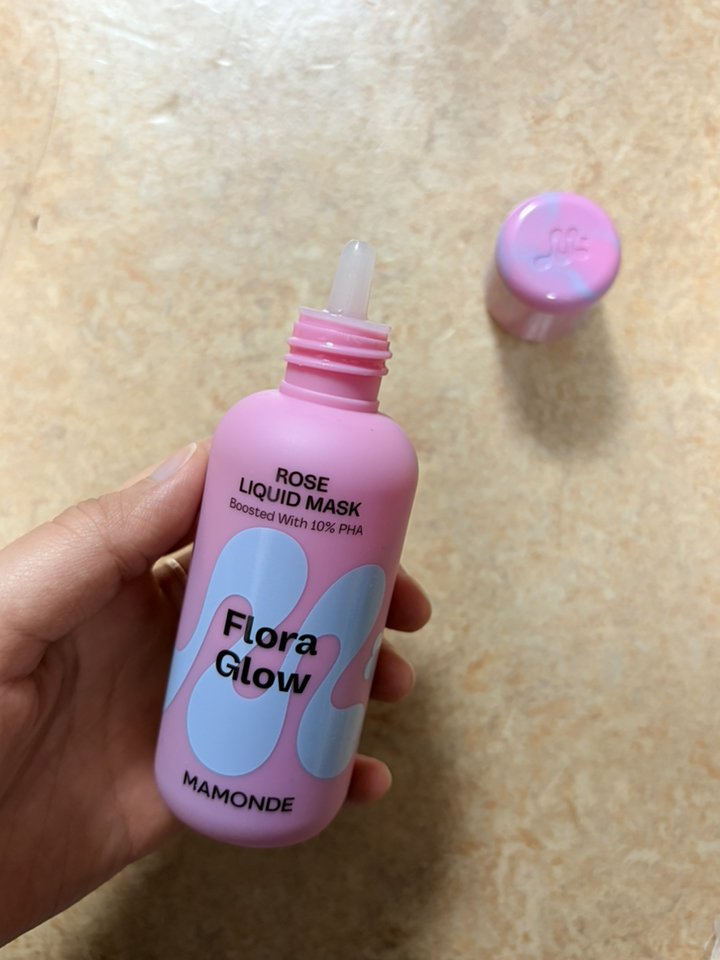 ROSE
LIQUID MASK
Boosted With 10% PHA
Flora
Glow
MAMONDE